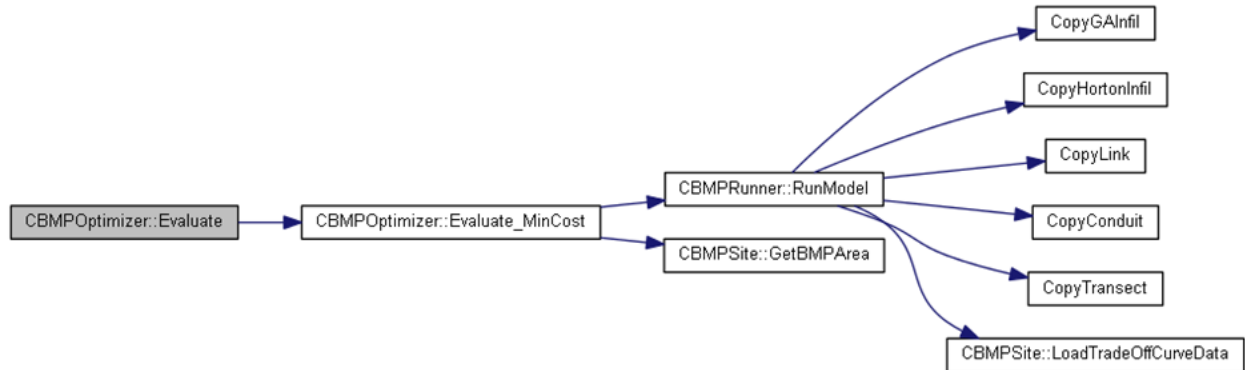 CopyGAInfil
CopyHortonInfil
CopyLink
CBMPRunner::RunModel
CBMPOptimizer::Evaluate
CBMPOptimizer::Evaluate_MinCost
CopyConduit
CBMPSite::GetBMPArea
CopyTransect
CBMPSite::LoadTradeOffCurveData